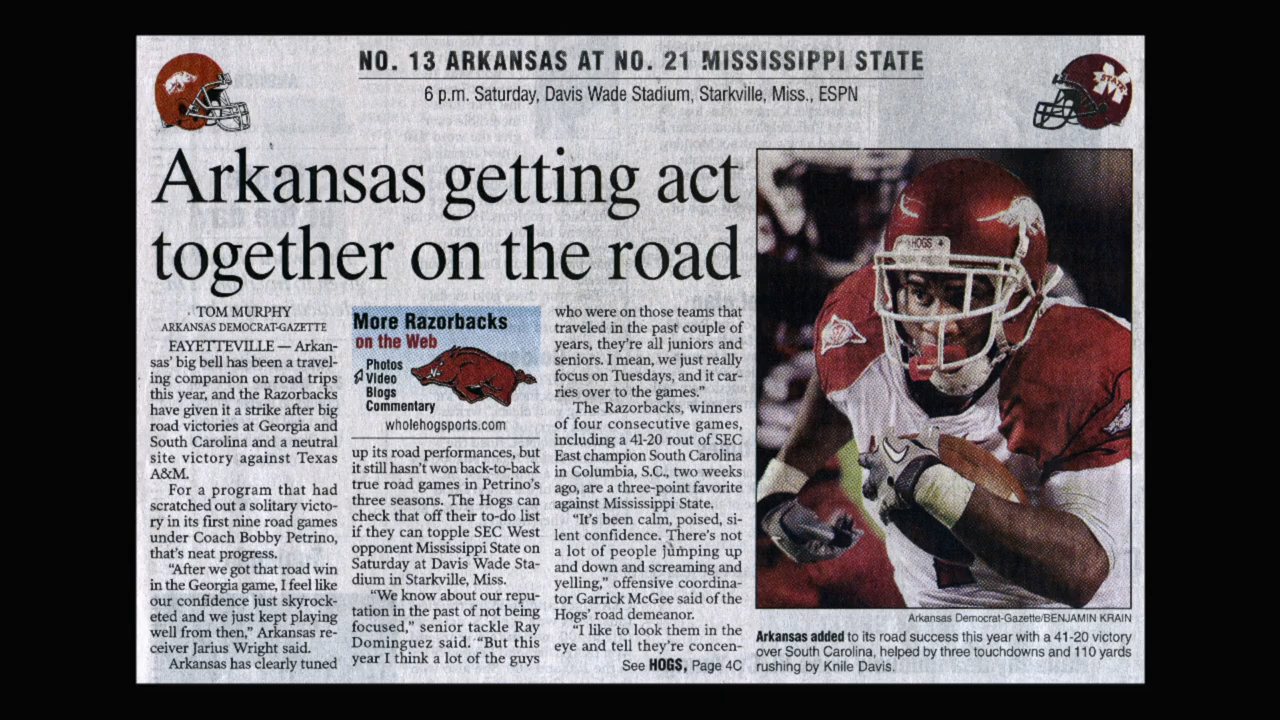 NO. 13 ARKANSAS AT NO. 21 MISSISSIPPI STATE
6 p.m. Saturday, Davis Wade Stadium, Starkville, Miss., ESPN
STATE
Arkansas getting act
together on the road
TOM MURPHY
ARKANSAS DEMOCRAT-GAZETTE
FAYETTEVILLE — Arkan-
sas' big bell has been a travel-
ing companion on road trips
this year, and the Razorbacks
have given it a strike after big
road victories at Georgia and
South Carolina and a neutral
site victory against Texas
A&M.
For a program that had
scratched out a solitary victo-
ry in its first nine road games
under Coach Bobby Petrino,
that's neat progress.
“After we got that road win
in the Georgia game, I feel like
our confidence just skyrock-
eted and we just kept playing
well from then,” Arkansas re-
ceiver Jarius Wright said.
Arkansas has clearly tuned
More Razorbacks
on the Web
Photos
Video
Blogs
Commentary
wholehogsports.com
up its road performances, but
it still hasn't won back-to-back
true road games in Petrino's
three seasons. The Hogs can
check that off their to-do list
if they can topple SEC West
opponent Mississippi State on
Saturday at Davis Wade Sta-
dium in Starkville, Miss.
“We know about our repu-
tation in the past of not being
focused,” senior tackle Ray
Dominguez said. “But this
year I think a lot of the guys
who were on those teams that
traveled in the past couple of
years, they're all juniors and
seniors. I mean, we just really
focus on Tuesdays, and it car-
ries over to the games.”
The Razorbacks, winners
of four consecutive games,
including a 41-20 rout of SEC
East champion South Carolina
in Columbia, S.C., two weeks
ago, are a three-point favorite
against Mississippi State.
“It's been calm, poised, si-
lent confidence. There's not
a lot of people jumping up
and down and screaming and
yelling,” offensive coordina-
tor Garrick McGee said of the
Hogs' road demeanor.
“I like to look them in the
eye and tell they're concen-
See HOGS, Page 4C
HOGS
Arkansas Democrat-Gazette/BENJAMIN KRAIN
Arkansas added to its road success this year with a 41-20 victory
over South Carolina, helped by three touchdowns and 110 yards
rushing by Knile Davis.